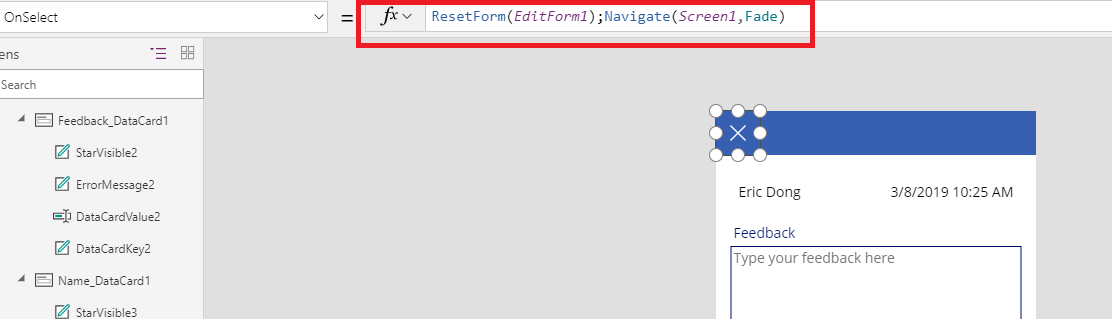 OnSelect
=
fx
ResetForm(EditForm1);Navigate(Screen1,Fade)
ens
Search
Feedback_DataCard1
StarVisible2
ErrorMessage2
DataCardValue2
DataCardKey2
Name_DataCard1
StarVisible3
Eric Dong
3/8/2019 10:25 AM
Feedback
Type your feedback here